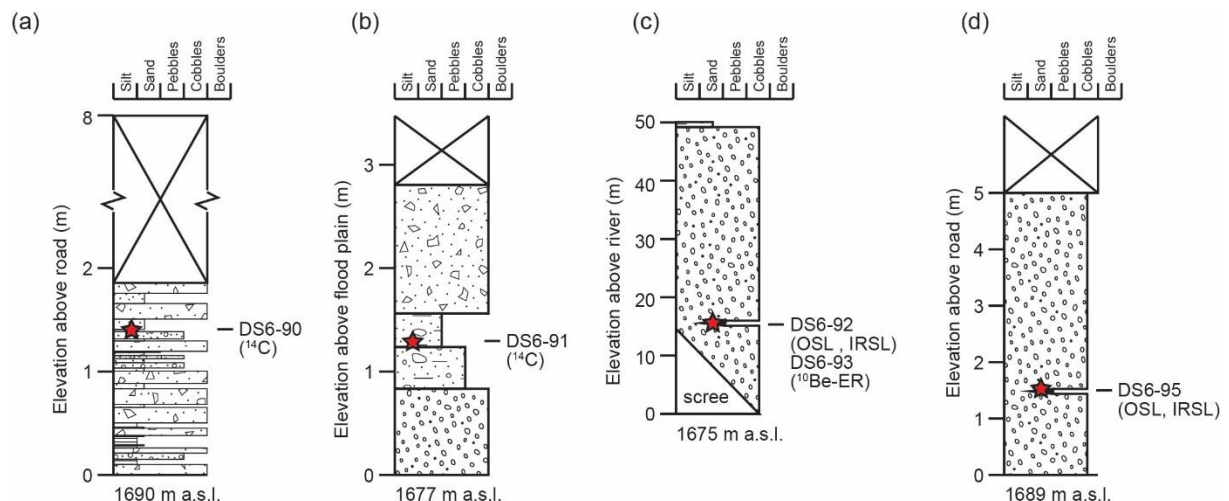 (a)
Silt
Sand
Pebbles
Cobbles
Boulders
Elevation above road (m)
8
2
1
0
DS6-90
(¹⁴C)
1690 m a.s.l.
(b)
Silt
Sand
Pebbles
Cobbles
Boulders
Elevation above flood plain (m)
3
2
1
0
DS6-91
(¹⁴C)
1677 m a.s.l.
(c)
Silt
Sand
Pebbles
Cobbles
Boulders
Elevation above river (m)
50
40
30
20
10
0
scree
DS6-92
(OSL , IRSL)
DS6-93
(¹⁰Be-ER)
1675 m a.s.l.
(d)
Silt
Sand
Pebbles
Cobbles
Boulders
Elevation above road (m)
5
4
3
2
1
0
DS6-95
(OSL, IRSL)
1689 m a.s.l.